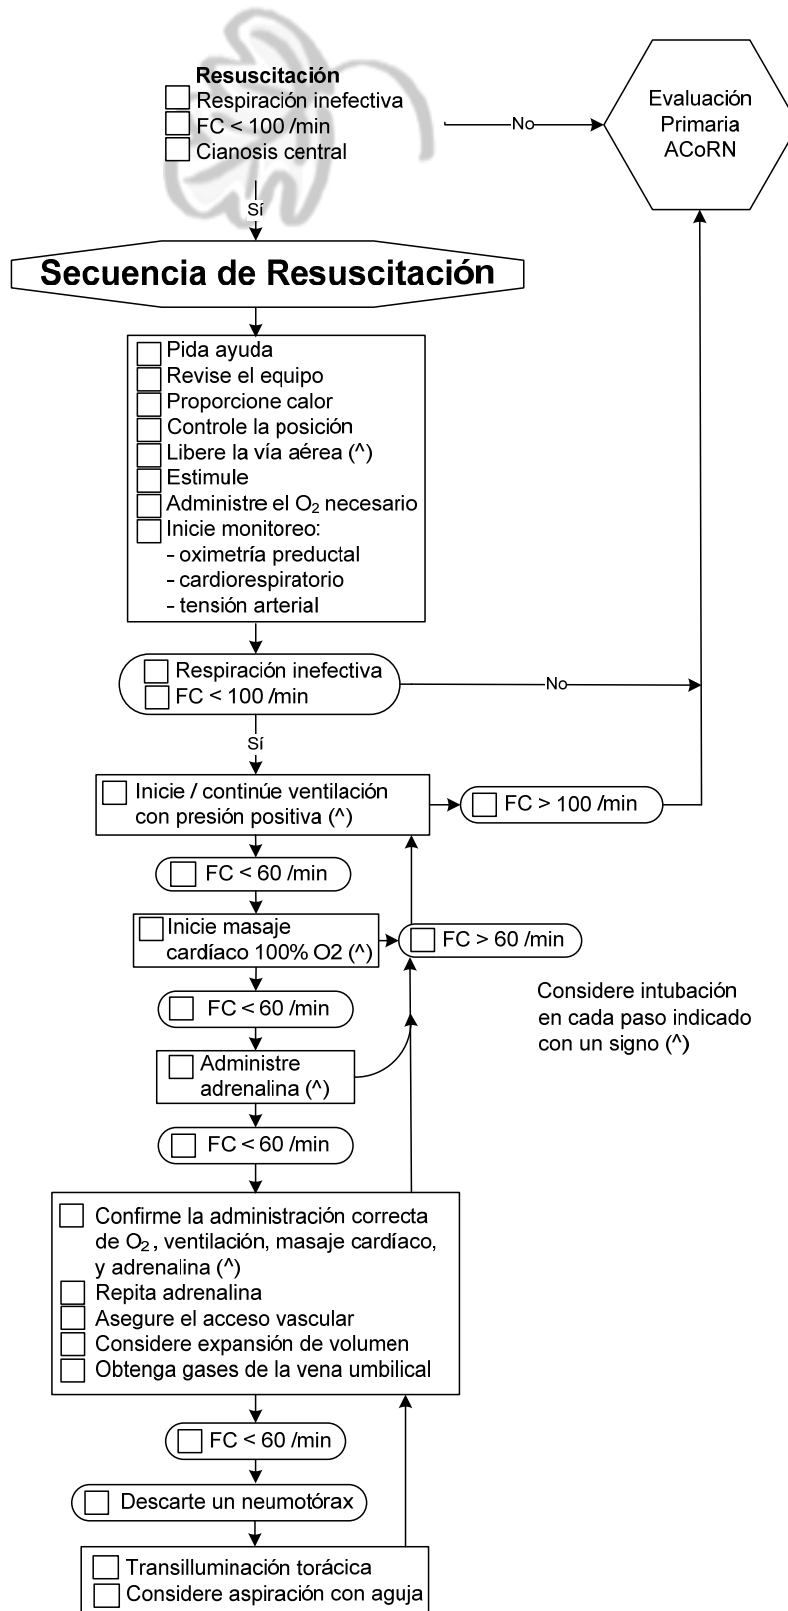 Resuscitación
Respiración inefectiva
FC < 100 /min
Cianosis central
No
Evaluación
Primaria
ACoRN
Sí
Secuencia de Resuscitación
Pida ayuda
Revise el equipo
Proporcione calor
Controle la posición
Libere la vía aérea (^)
Estimule
Administre el O₂ necesario
Inicie monitoreo:
- oximetría preductal
- cardiorespiratorio
- tensión arterial
Respiración inefectiva
FC < 100 /min
No
Sí
Inicie / continúe ventilación
con presión positiva (^)
FC > 100 /min
FC < 60 /min
Inicie masaje
cardíaco 100% O2 (^)
FC > 60 /min
FC < 60 /min
Considere intubación
en cada paso indicado
con un signo (^)
Administre
adrenalina (^)
FC < 60 /min
Confirme la administración correcta
de O₂, ventilación, masaje cardíaco,
y adrenalina (^)
Repita adrenalina
Asegure el acceso vascular
Considere expansión de volumen
Obtenga gases de la vena umbilical
FC < 60 /min
Descarte un neumotórax
Transilluminación torácica
Considere aspiración con aguja